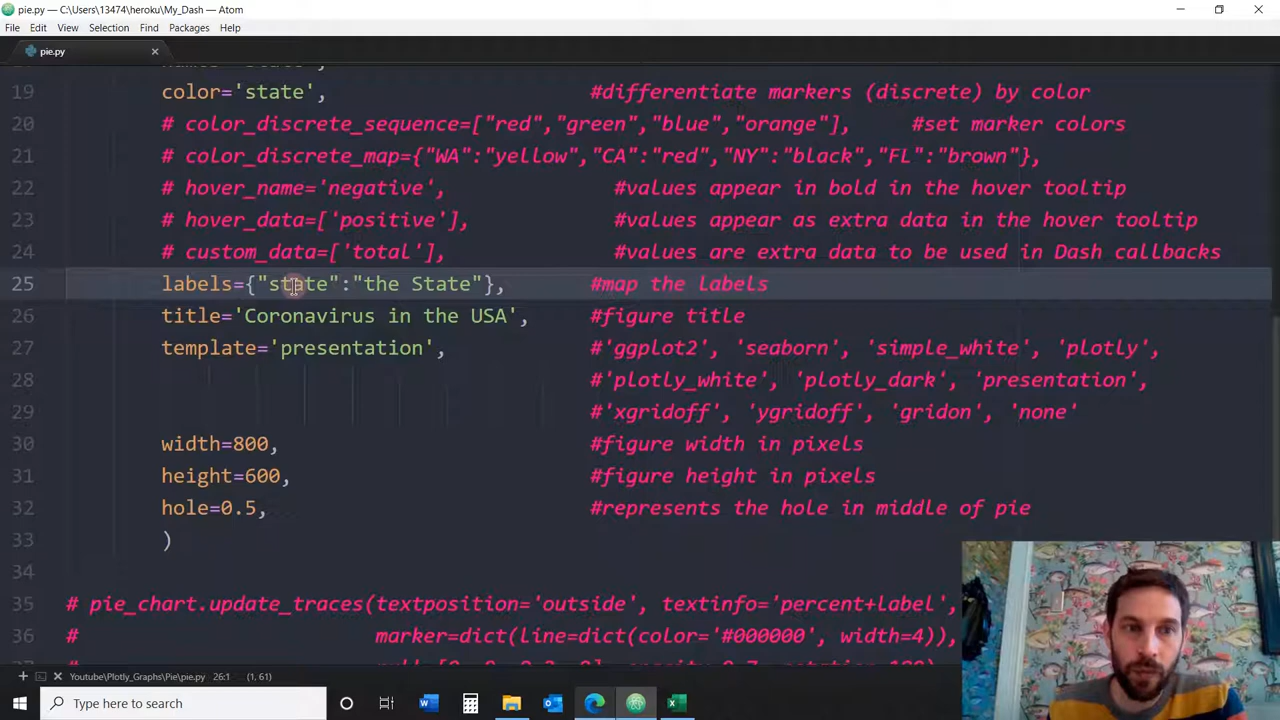 pie.py — C:\Users\13474\heroku\My_Dash — Atom
File Edit View Selection Find Packages Help
pie.py
19 color='state', #differentiate markers (discrete) by color
20 # color_discrete_sequence=["red","green","blue","orange"], #set marker colors
21 # color_discrete_map={"WA":"yellow","CA":"red","NY":"black","FL":"brown"},
22 # hover_name='negative', #values appear in bold in the hover tooltip
23 # hover_data=['positive'], #values appear as extra data in the hover tooltip
24 # custom_data=['total'], #values are extra data to be used in Dash callbacks
25 labels={"state":"the State"}, #map the labels
26 title='Coronavirus in the USA', #figure title
27 template='presentation', #'ggplot2', 'seaborn', 'simple_white', 'plotly',
28 #'plotly_white', 'plotly_dark', 'presentation',
29 #'xgridoff', 'ygridoff', 'gridon', 'none'
30 width=800, #figure width in pixels
31 height=600, #figure height in pixels
32 hole=0.5, #represents the hole in middle of pie
33 )
34
35 # pie_chart.update_traces(textposition='outside', textinfo='percent+label',
36 # marker=dict(line=dict(color='#000000', width=4)),
Youtube/Plotly_Graphs/Pie/pie.py 26:1 (1, 61)
Type here to search